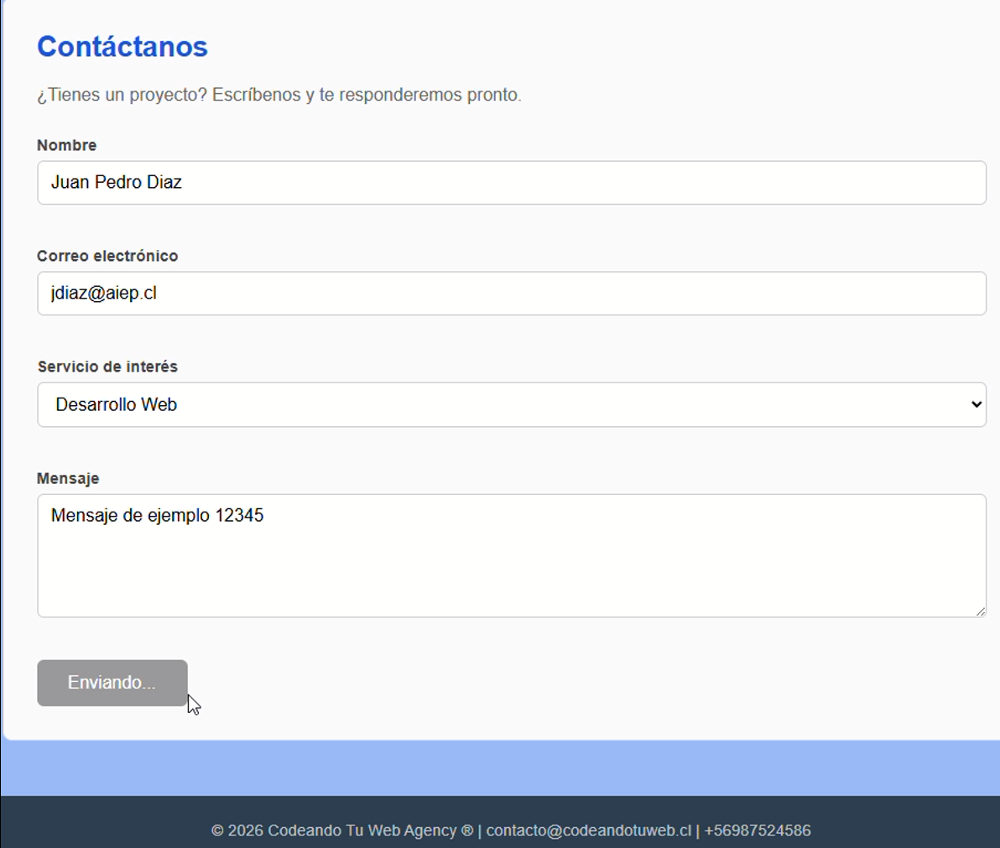 Contáctanos
¿Tienes un proyecto? Escríbenos y te responderemos pronto.
Nombre
Juan Pedro Diaz
Correo electrónico
jdiaz@aiep.cl
Servicio de interés
Desarrollo Web
Mensaje
Mensaje de ejemplo 12345
Enviando...
© 2026 Codeando Tu Web Agency ® | contacto@codeandotuweb.cl | +56987524586